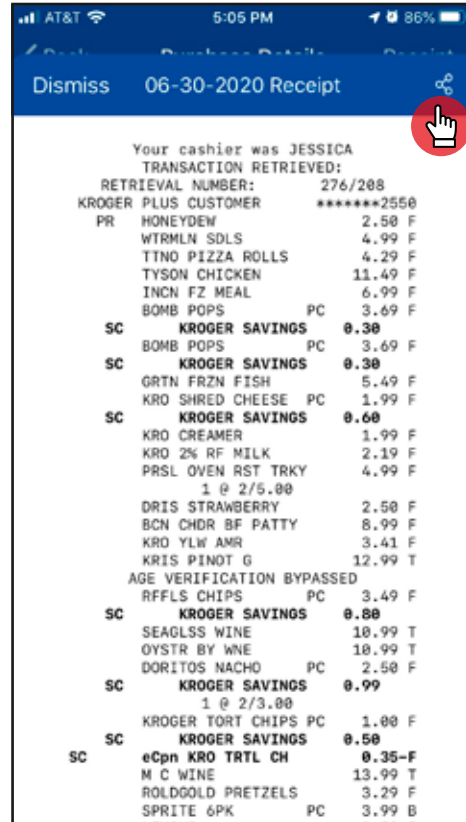 AT&T 5:05 PM 86%
Dismiss 06-30-2020 Receipt
Your cashier was JESSICA
TRANSACTION RETRIEVED:
RETRIEVAL NUMBER: 276/208
KROGER PLUS CUSTOMER *******2550
PR HONEYDEW 2.50 F
WTRMLN SDLS 4.99 F
TTNO PIZZA ROLLS 4.29 F
TYSON CHICKEN 11.49 F
INCN FZ MEAL 6.99 F
BOMB POPS PC 3.69 F
SC KROGER SAVINGS 0.30
BOMB POPS PC 3.69 F
SC KROGER SAVINGS 0.30
GRTN FRZN FISH 5.49 F
KRO SHRED CHEESE PC 1.99 F
SC KROGER SAVINGS 0.60
KRO CREAMER 1.99 F
KRO 2% RF MILK 2.19 F
PRSL OVEN RST TRKY 4.99 F
1 @ 2/5.00
DRIS STRAWBERRY 2.50 F
BCN CHDR BF PATTY 8.99 F
KRO YLW AMR 3.41 F
KRIS PINOT G 12.99 T
AGE VERIFICATION BYPASSED
RFFLS CHIPS PC 3.49 F
SC KROGER SAVINGS 0.80
SEAGLSS WINE 10.99 T
OYSTR BY WNE 10.99 T
DORITOS NACHO PC 2.50 F
SC KROGER SAVINGS 0.99
1 @ 2/3.00
KROGER TORT CHIPS PC 1.00 F
SC KROGER SAVINGS 0.50
SC eCpn KRO TRTL CH 0.35-F
M C WINE 13.99 T
ROLDGOLD PRETZELS 3.29 F
SPRITE 6PK PC 3.99 B